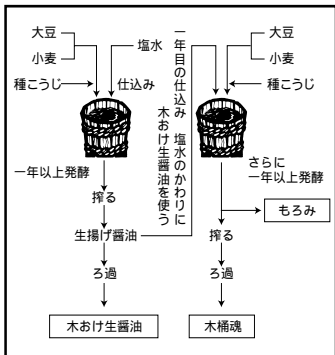 大豆
小麦
塩水
種こうじ
仕込み
一年以上発酵
搾る
生揚げ醤油
ろ過
木おけ生醤油
一年目の仕込み 塩水のかわりに
木おけ生醤油を使う
大豆
小麦
種こうじ
さらに
一年以上発酵
もろみ
搾る
ろ過
木桶魂